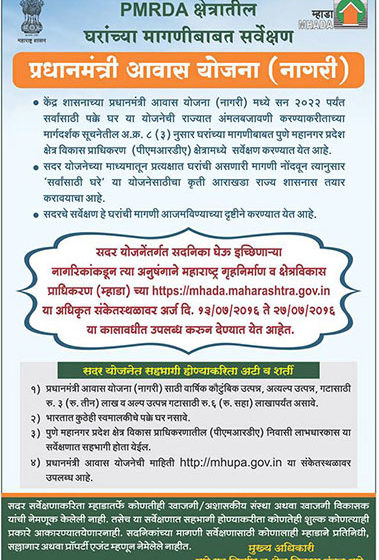 महाराष्ट्र शासन
PMRDA क्षेत्रातील
घरांच्या मागणीबाबत सर्वेक्षण
म्हाडा
MHADA
प्रधानमंत्री आवास योजना (नागरी)
• केंद्र शासनाच्या प्रधानमंत्री आवास योजना (नागरी) मध्ये सन २०२२ पर्यंत
सर्वांसाठी पक्के घर या योजनेची राज्यात अंमलबजावणी करण्याकरीताच्या
मार्गदर्शक सूचनेतील अ.क्र. ८ (३) नुसार घरांच्या मागणीबाबत पुणे महानगर प्रदेश
क्षेत्र विकास प्राधिकरण (पीएमआरडीए) क्षेत्रामध्ये सर्वेक्षण करण्यात येत आहे.
• सदर योजनेच्या माध्यमातून प्रत्यक्षात घरांची असणारी मागणी नोंदवून त्यानुसार
'सर्वांसाठी घरे' या योजनेसाठीचा कृती आराखडा राज्य शासनास तयार
करावयाचा आहे.
• सदरचे सर्वेक्षण हे घरांची मागणी आजमविण्याच्या दृष्टीने करण्यात येत आहे.
सदर योजनेंतर्गत सदनिका घेऊ इच्छिणाऱ्या
नागरिकांकडून त्या अनुषंगाने महाराष्ट्र गृहनिर्माण व क्षेत्रविकास
प्राधिकरण (म्हाडा) च्या https://mhada.maharashtra.gov.in
या अधिकृत संकेतस्थळावर अर्ज दि. १३/०७/२०१६ ते २७/०७/२०१६
या कालावधीत उपलब्ध करुन देण्यात येत आहेत.
सदर योजनेत सहभागी होण्याकरिता अटी व शर्ती
१) प्रधानमंत्री आवास योजना (नागरी) साठी वार्षिक कौटुंबिक उत्पन्न, अत्यल्प उत्पन्न, गटासाठी
रु. ३ (रु. तीन) लाख व अल्प उत्पन्न गटासाठी रु.६ (रु. सहा) लाखापर्यंत असावे.
२) भारतात कुठेही स्वमालकीचे पक्के घर नसावे.
३) पुणे महानगर प्रदेश क्षेत्र विकास प्राधिकरणातील (पीएमआरडीए) निवासी लाभधारकास या
सर्वेक्षणात सहभागी होता येईल.
४) प्रधानमंत्री आवास योजनेची माहिती http://mhupa.gov.in या संकेतस्थळावर
उपलब्ध आहे.
सदर सर्वेक्षणाकरिता म्हाडातर्फे कोणतीही खाजगी/अशासकीय संस्था अथवा खाजगी विकासक
यांची नेमणूक केलेली नाही. तसेच या सर्वेक्षणात सहभागी होण्याकरीता कोणतेही शुल्क कोणत्याही
प्रकारे आकारण्यातयेणारनाही. सदनिकांच्या मागणी सर्वेक्षणासाठी कोणालाही म्हाडाने प्रतिनिधी,
सल्लागार अथवा प्रॉपर्टी एजंट म्हणून नेमेलेले नाहीत.
मुख्य अधिकारी